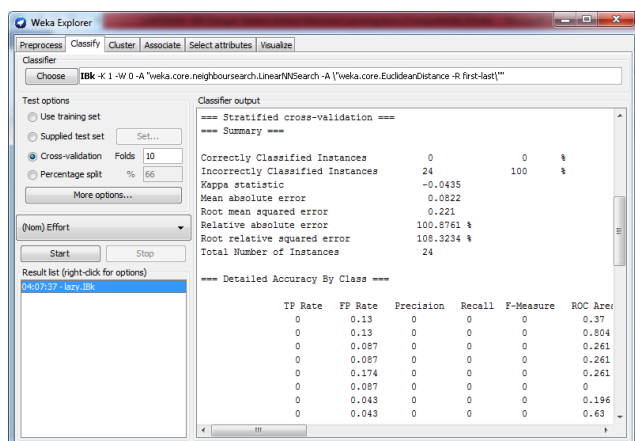 Weka Explorer
Preprocess Classify Cluster Associate Select attributes Visualize
Classifier
Choose IBk -K 1 -W 0 -A "weka.core.neighboursearch.LinearNNSearch -A \"weka.core.EuclideanDistance -R first-last\""
Test options
Use training set
Supplied test set Set...
Cross-validation Folds 10
Percentage split % 66
More options...
(Nom) Effort
Start Stop
Result list (right-click for options)
04:07:37 - lazy.IBk
Classifier output
=== Stratified cross-validation ===
=== Summary ===
Correctly Classified Instances 0 0 %
Incorrectly Classified Instances 24 100 %
Kappa statistic -0.0435
Mean absolute error 0.0822
Root mean squared error 0.221
Relative absolute error 100.8761 %
Root relative squared error 108.3234 %
Total Number of Instances 24
=== Detailed Accuracy By Class ===
TP Rate FP Rate Precision Recall F-Measure ROC Area
0 0.13 0 0 0 0.37
0 0.13 0 0 0 0.804
0 0.087 0 0 0 0.261
0 0.087 0 0 0 0.261
0 0.174 0 0 0 0.261
0 0.087 0 0 0 0
0 0.043 0 0 0 0.196
0 0.043 0 0 0 0.63